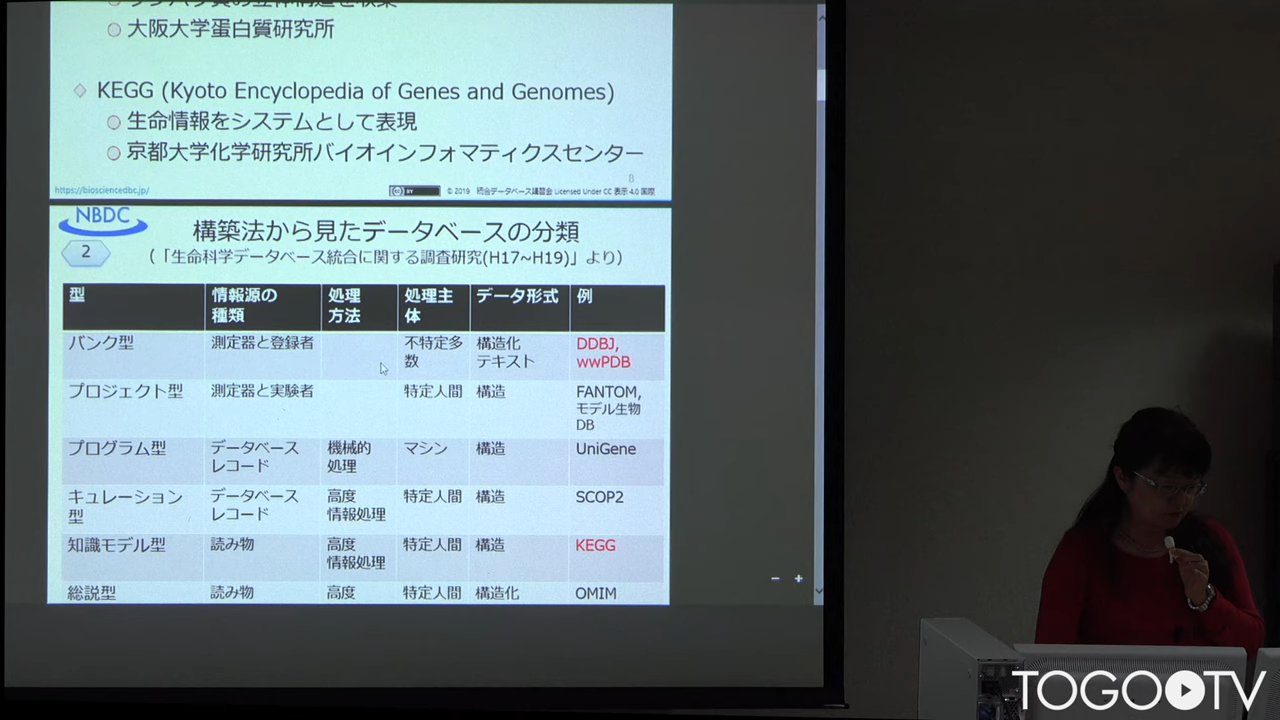 大阪大学蛋白質研究所
KEGG (Kyoto Encyclopedia of Genes and Genomes)
生命情報をシステムとして表現
京都大学化学研究所バイオインフォマティクスセンター
8
https://biosciencedbc.jp/
(cc) BY
© 2019 統合データベース講習会 Licensed Under CC 表示 4.0 国際
NBDC
構築法から見たデータベースの分類
2
(「生命科学データベース統合に関する調査研究(H17~H19)」より)
型 情報源の種類 処理方法 処理主体 データ形式 例
バンク型 測定器と登録者 不特定多数 構造化テキスト DDBJ, wwPDB
プロジェクト型 測定器と実験者 特定人間 構造 FANTOM, モデル生物DB
プログラム型 データベースレコード 機械的処理 マシン 構造 UniGene
キュレーション型 データベースレコード 高度情報処理 特定人間 構造 SCOP2
知識モデル型 読み物 高度情報処理 特定人間 構造 KEGG
総説型 読み物 高度 特定人間 構造化 OMIM
TOGOTV